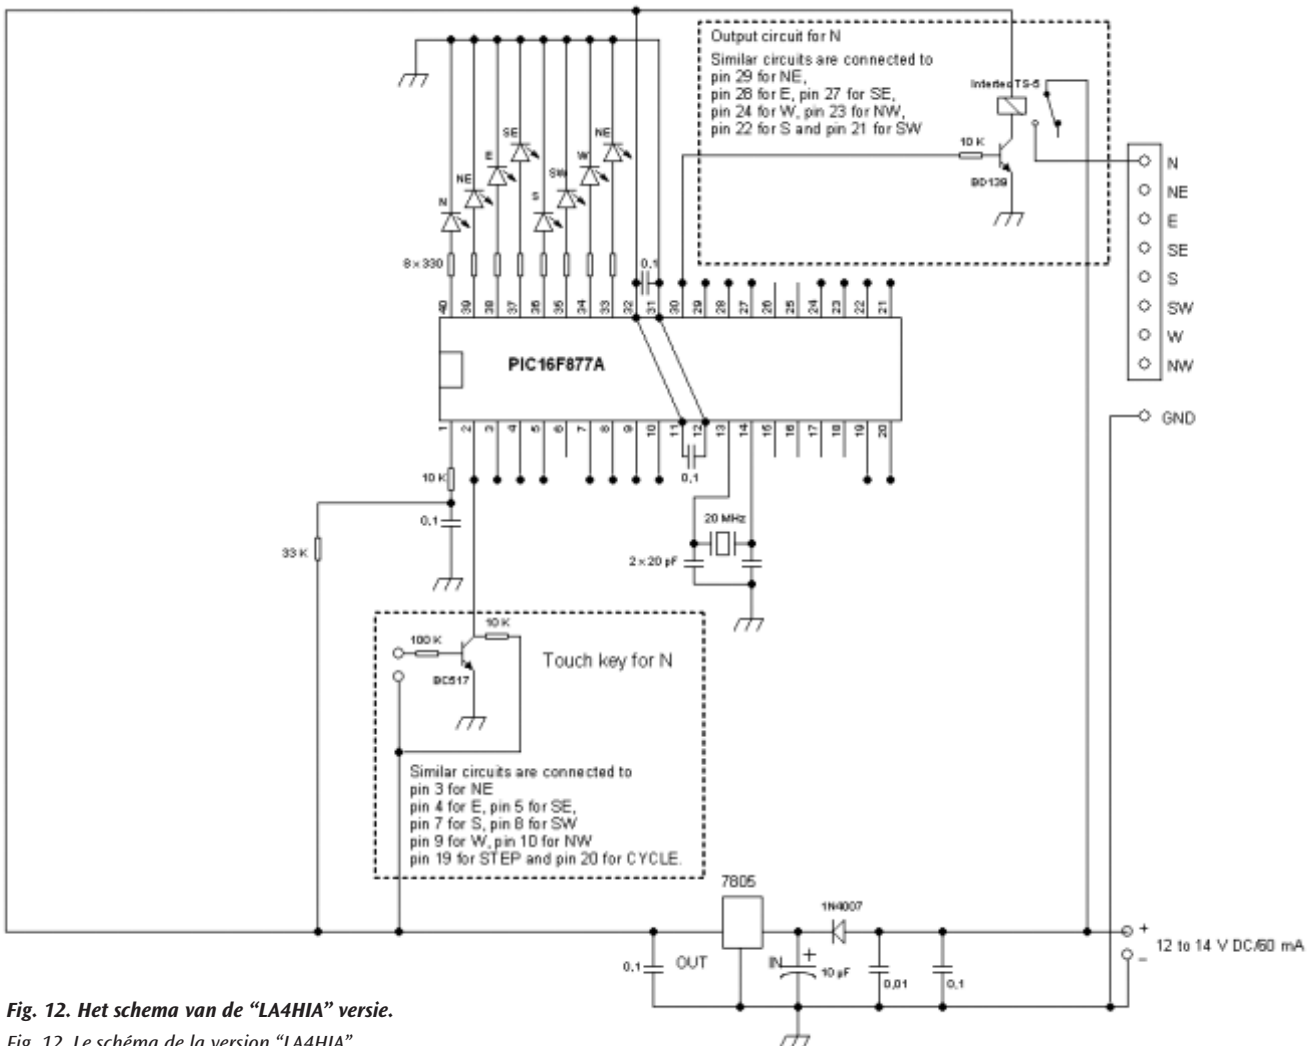 Output circuit for N
Similar circuits are connected to
pin 29 for NE,
pin 28 for E, pin 27 for SE,
pin 24 for W, pin 23 for NW,
pin 22 for S and pin 21 for SW
Intertec TS-5
10 K
BD139
N
NE
E
SE
S
SW
W
NW
GND
N
NE
E
SE
S
SW
W
NE
8 x 330
0,1
40
39
38
37
36
35
34
33
32
31
30
29
28
27
26
25
24
23
22
21
PIC16F877A
1
2
3
4
5
6
7
8
9
10
11
12
13
14
15
16
17
18
19
20
10 K
0,1
33 K
0,1
20 MHz
2 x 20 pF
100 K
10 K
BC517
Touch key for N
Similar circuits are connected to
pin 3 for NE
pin 4 for E, pin 5 for SE,
pin 7 for S, pin 8 for SW
pin 9 for W, pin 10 for NW
pin 19 for STEP and pin 20 for CYCLE.
7805
OUT
IN
1N4007
0,1
+
10 µF
0,01
0,1
+
12 to 14 V DC/60 mA
–
Fig. 12. Het schema van de “LA4HIA” versie.
Fig. 12. Le schéma de la version “LA4HIA”